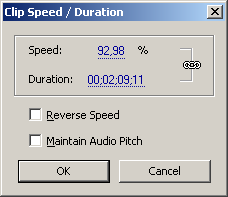 Clip Speed / Duration
Speed: 92,98 %
Duration: 00;02;09;11
Reverse Speed
Maintain Audio Pitch
OK Cancel